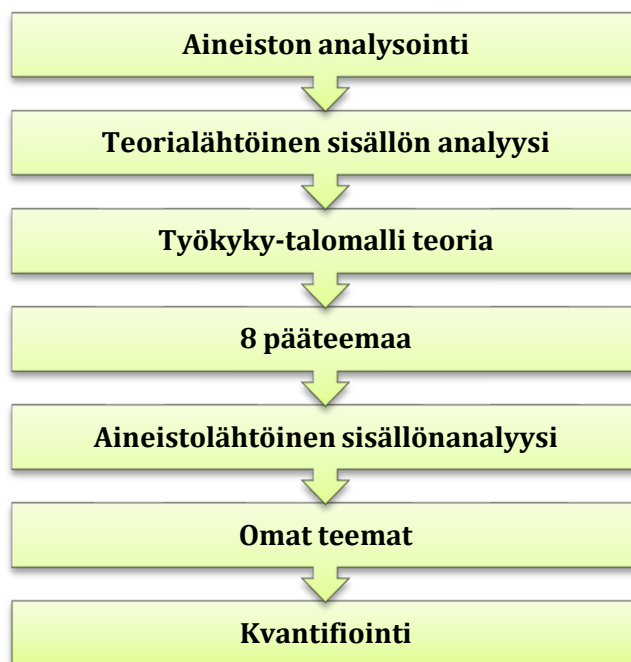 Aineiston analysointi
Teorialähtöinen sisällön analyysi
Työkyky-talomalli teoria
8 pääteemaa
Aineistolähtöinen sisällönanalyysi
Omat teemat
Kvantifiointi